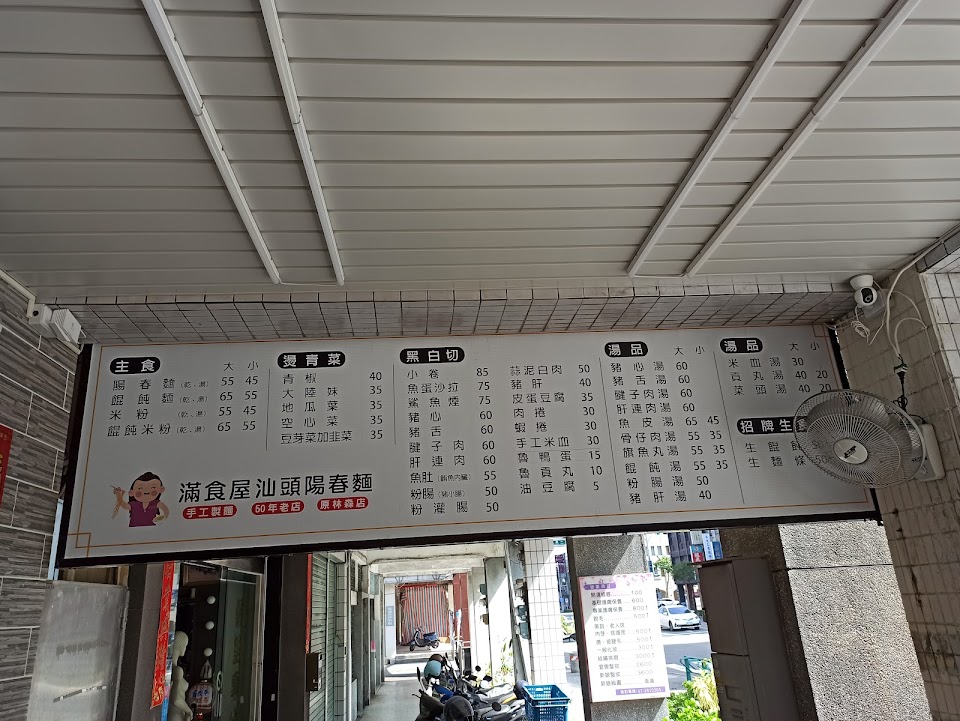 主食 大 小
陽春麵(乾、湯) 55 45
餛飩麵(乾、湯) 65 55
米粉(乾、湯) 55 45
餛飩米粉(乾、湯) 65 55
燙青菜
青椒 40
大陸妹 35
地瓜菜 35
空心菜 35
豆芽菜加韭菜 35
黑白切
小卷 85
魚蛋沙拉 75
鯊魚煙 75
豬心 60
豬舌 60
腱子肉 60
肝連肉 60
魚肚(鮪魚內臟) 55
粉腸(豬小腸) 50
粉灌腸 50
蒜泥白肉 50
豬肝 40
皮蛋豆腐 35
肉捲 30
蝦捲 30
手工米血 30
魯鴨蛋 15
魯貢丸 10
油豆腐 5
湯品 大 小
豬心湯 60
豬舌湯 60
腱子肉湯 60
肝連肉湯 60
魚皮湯 65 45
骨仔肉湯 55 35
旗魚丸湯 55 35
餛飩湯 55 35
粉腸湯 50
豬肝湯 40
湯品 大 小
米血湯 30
貢丸湯 40 20
菜頭湯 40 20
招牌生
生餛
生麵條
滿食屋汕頭陽春麵
手工製麵 50年老店 原林森店